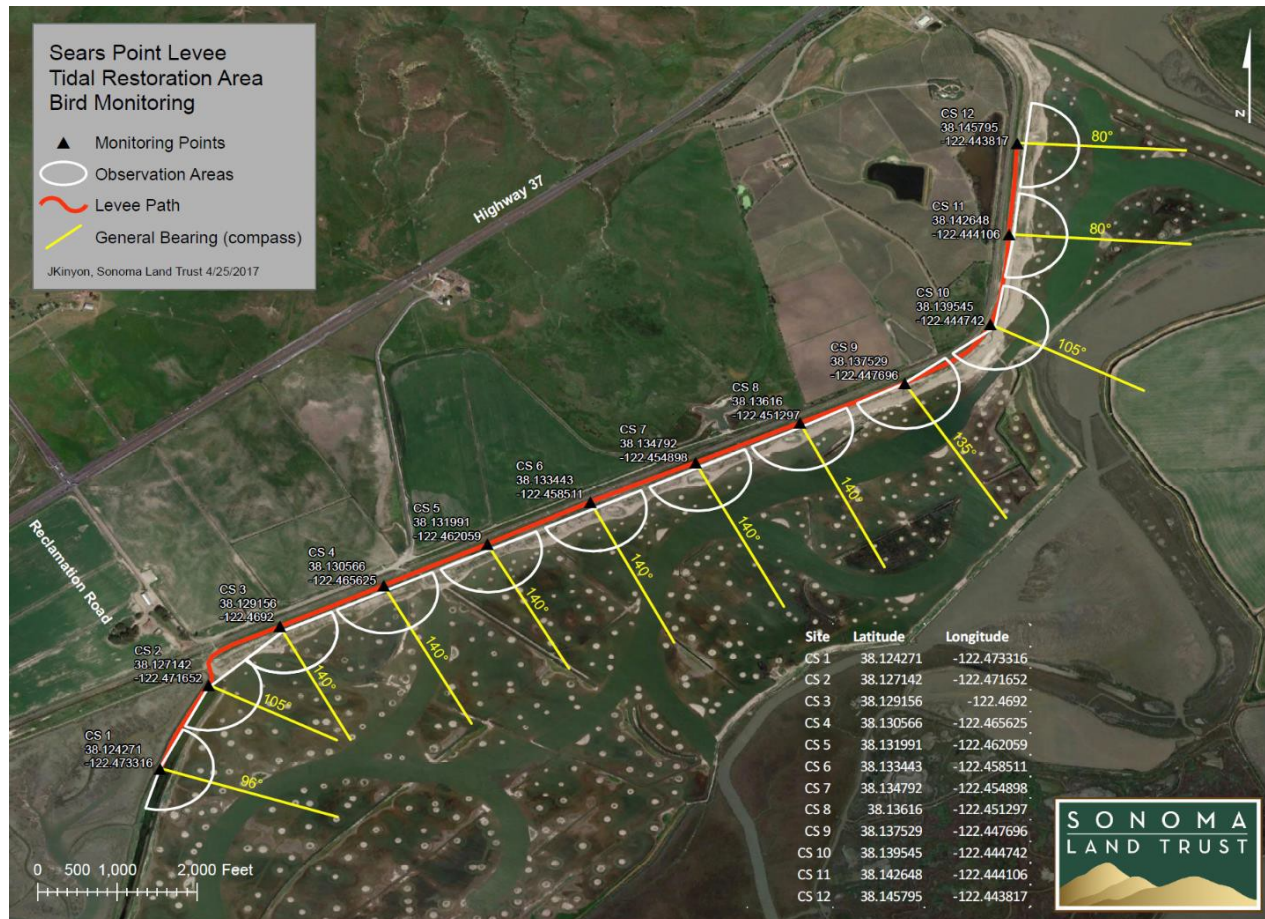 Sears Point Levee
Tidal Restoration Area
Bird Monitoring
Monitoring Points
Observation Areas
Levee Path
General Bearing (compass)
JKinyon, Sonoma Land Trust 4/25/2017
Highway 37
Reclamation Road
N
CS 12
38.145795
-122.443817
80°
CS 11
38.142648
-122.444106
80°
CS 10
38.139545
-122.444742
105°
CS 9
38.137529
-122.447696
135°
CS 8
38.13616
-122.451297
140°
CS 7
38.134792
-122.454898
140°
CS 6
38.133443
-122.458511
140°
CS 5
38.131991
-122.462059
140°
CS 4
38.130566
-122.465625
140°
CS 3
38.129156
-122.4692
140°
CS 2
38.127142
-122.471652
105°
CS 1
38.124271
-122.473316
96°
Site Latitude Longitude
CS 1 38.124271 -122.473316
CS 2 38.127142 -122.471652
CS 3 38.129156 -122.4692
CS 4 38.130566 -122.465625
CS 5 38.131991 -122.462059
CS 6 38.133443 -122.458511
CS 7 38.134792 -122.454898
CS 8 38.13616 -122.451297
CS 9 38.137529 -122.447696
CS 10 38.139545 -122.444742
CS 11 38.142648 -122.444106
CS 12 38.145795 -122.443817
0 500 1,000 2,000 Feet
SONOMA
LAND TRUST